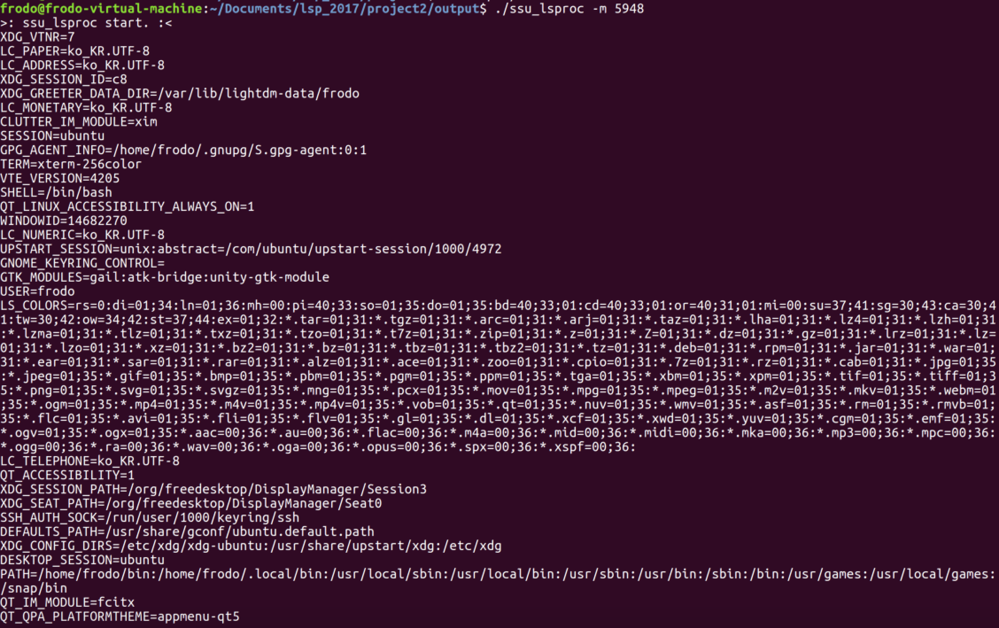 frodo@frodo-virtual-machine:~/Documents/lsp_2017/project2/output$ ./ssu_lsproc -m 5948
>: ssu_lsproc start. :<
XDG_VTNR=7
LC_PAPER=ko_KR.UTF-8
LC_ADDRESS=ko_KR.UTF-8
XDG_SESSION_ID=c8
XDG_GREETER_DATA_DIR=/var/lib/lightdm-data/frodo
LC_MONETARY=ko_KR.UTF-8
CLUTTER_IM_MODULE=xim
SESSION=ubuntu
GPG_AGENT_INFO=/home/frodo/.gnupg/S.gpg-agent:0:1
TERM=xterm-256color
VTE_VERSION=4205
SHELL=/bin/bash
QT_LINUX_ACCESSIBILITY_ALWAYS_ON=1
WINDOWID=14682270
LC_NUMERIC=ko_KR.UTF-8
UPSTART_SESSION=unix:abstract=/com/ubuntu/upstart-session/1000/4972
GNOME_KEYRING_CONTROL=
GTK_MODULES=gail:atk-bridge:unity-gtk-module
USER=frodo
LS_COLORS=rs=0:di=01;34:ln=01;36:mh=00:pi=40;33:so=01;35:do=01;35:bd=40;33;01:cd=40;33;01:or=40;31;01:mi=00:su=37;41:sg=30;43:ca=30;4
1:tw=30;42:ow=34;42:st=37;44:ex=01;32:*.tar=01;31:*.tgz=01;31:*.arc=01;31:*.arj=01;31:*.taz=01;31:*.lha=01;31:*.lz4=01;31:*.lzh=01;31
:*.lzma=01;31:*.tlz=01;31:*.txz=01;31:*.tzo=01;31:*.t7z=01;31:*.zip=01;31:*.z=01;31:*.Z=01;31:*.dz=01;31:*.gz=01;31:*.lrz=01;31:*.lz=
01;31:*.lzo=01;31:*.xz=01;31:*.bz2=01;31:*.bz=01;31:*.tbz=01;31:*.tbz2=01;31:*.tz=01;31:*.deb=01;31:*.rpm=01;31:*.jar=01;31:*.war=01;
31:*.ear=01;31:*.sar=01;31:*.rar=01;31:*.alz=01;31:*.ace=01;31:*.zoo=01;31:*.cpio=01;31:*.7z=01;31:*.rz=01;31:*.cab=01;31:*.jpg=01;35
:*.jpeg=01;35:*.gif=01;35:*.bmp=01;35:*.pbm=01;35:*.pgm=01;35:*.ppm=01;35:*.tga=01;35:*.xbm=01;35:*.xpm=01;35:*.tif=01;35:*.tiff=01;3
5:*.png=01;35:*.svg=01;35:*.svgz=01;35:*.mng=01;35:*.pcx=01;35:*.mov=01;35:*.mpg=01;35:*.mpeg=01;35:*.m2v=01;35:*.mkv=01;35:*.webm=01
;35:*.ogm=01;35:*.mp4=01;35:*.m4v=01;35:*.mp4v=01;35:*.vob=01;35:*.qt=01;35:*.nuv=01;35:*.wmv=01;35:*.asf=01;35:*.rm=01;35:*.rmvb=01;
35:*.flc=01;35:*.avi=01;35:*.fli=01;35:*.flv=01;35:*.gl=01;35:*.dl=01;35:*.xcf=01;35:*.xwd=01;35:*.yuv=01;35:*.cgm=01;35:*.emf=01;35:
*.ogv=01;35:*.ogx=01;35:*.aac=00;36:*.au=00;36:*.flac=00;36:*.m4a=00;36:*.mid=00;36:*.midi=00;36:*.mka=00;36:*.mp3=00;36:*.mpc=00;36:
*.ogg=00;36:*.ra=00;36:*.wav=00;36:*.oga=00;36:*.opus=00;36:*.spx=00;36:*.xspf=00;36:
LC_TELEPHONE=ko_KR.UTF-8
QT_ACCESSIBILITY=1
XDG_SESSION_PATH=/org/freedesktop/DisplayManager/Session3
XDG_SEAT_PATH=/org/freedesktop/DisplayManager/Seat0
SSH_AUTH_SOCK=/run/user/1000/keyring/ssh
DEFAULTS_PATH=/usr/share/gconf/ubuntu.default.path
XDG_CONFIG_DIRS=/etc/xdg/xdg-ubuntu:/usr/share/upstart/xdg:/etc/xdg
DESKTOP_SESSION=ubuntu
PATH=/home/frodo/bin:/home/frodo/.local/bin:/usr/local/sbin:/usr/local/bin:/usr/sbin:/usr/bin:/sbin:/bin:/usr/games:/usr/local/games:
/snap/bin
QT_IM_MODULE=fcitx
QT_QPA_PLATFORMTHEME=appmenu-qt5